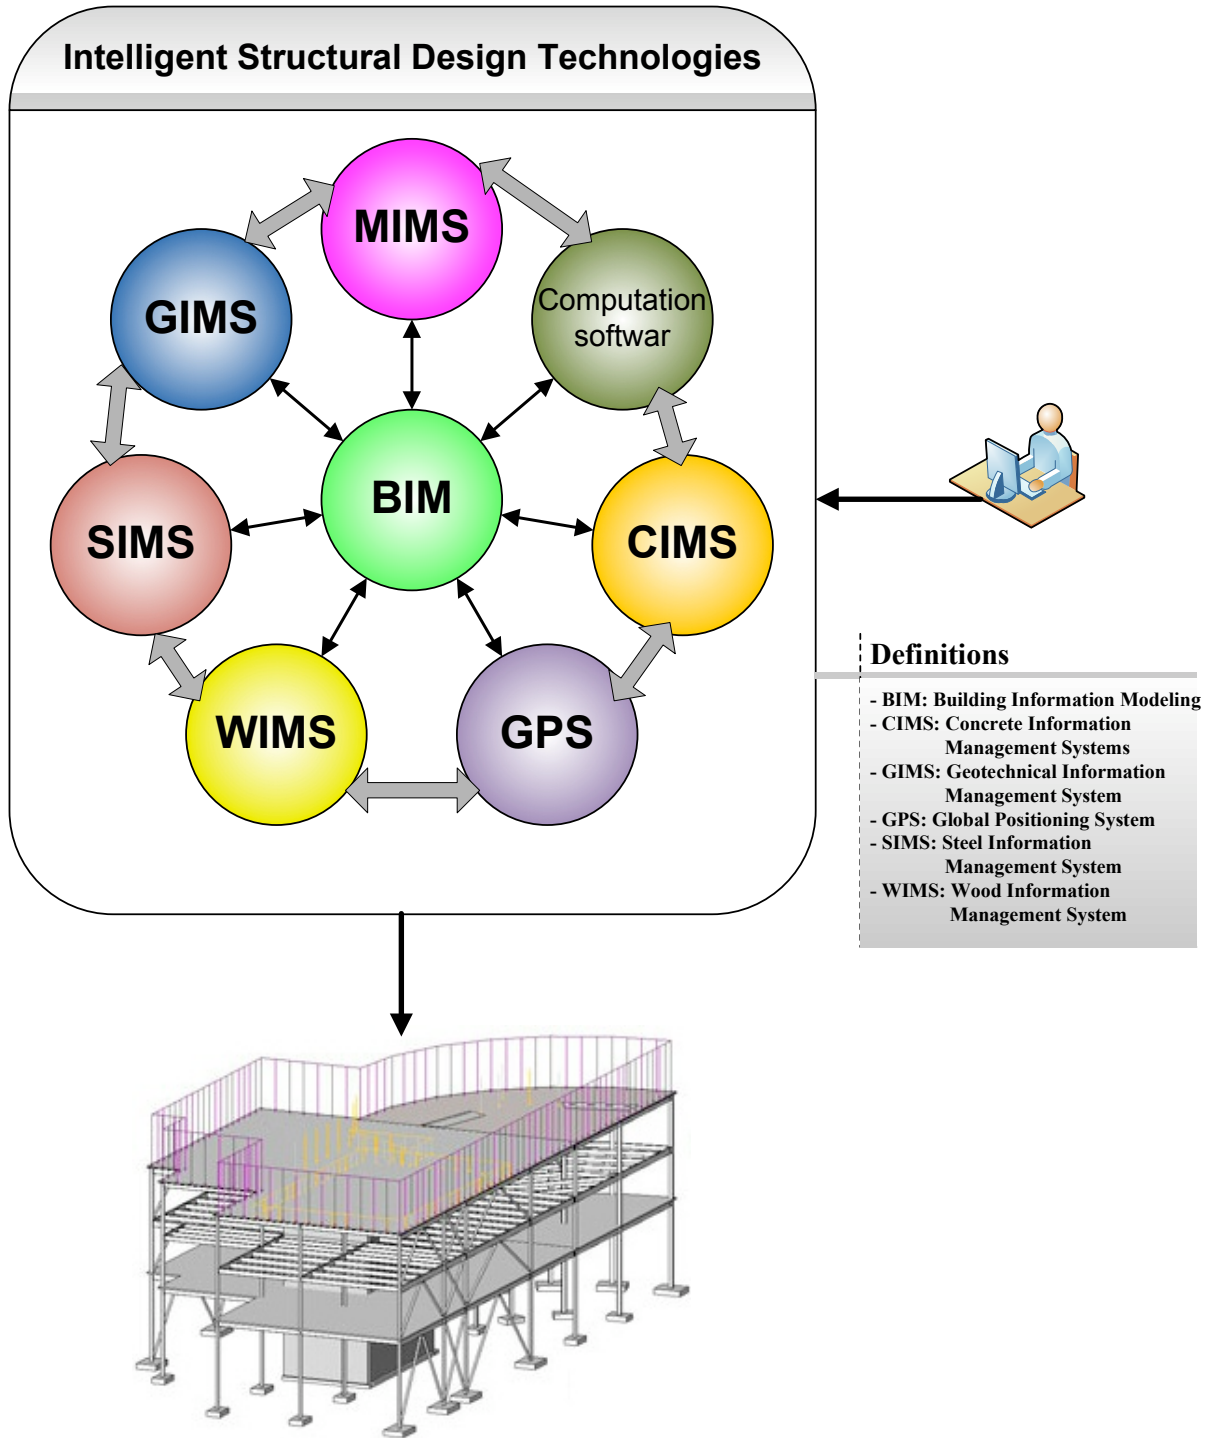 Intelligent Structural Design Technologies
MIMS
GIMS
Computation
softwar
BIM
SIMS
CIMS
WIMS
GPS
Definitions
- BIM: Building Information Modeling
- CIMS: Concrete Information
Management Systems
- GIMS: Geotechnical Information
Management System
- GPS: Global Positioning System
- SIMS: Steel Information
Management System
- WIMS: Wood Information
Management System